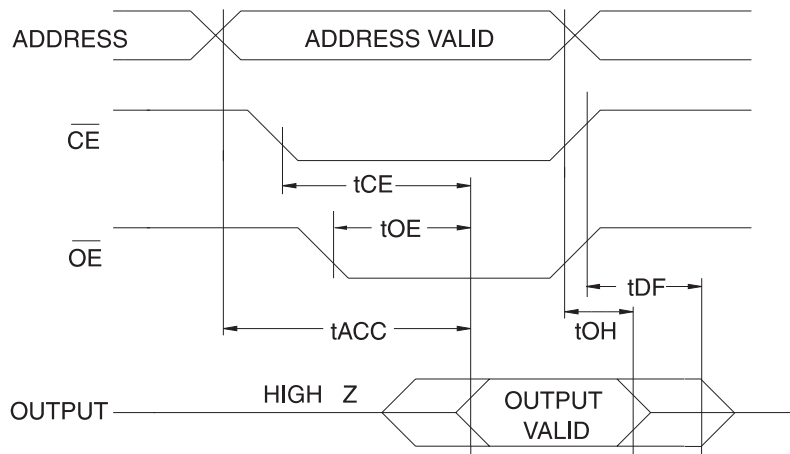 ADDRESS
ADDRESS VALID
CE
tCE
tOE
OE
tDF
tACC
tOH
HIGH Z
OUTPUT
OUTPUT
VALID